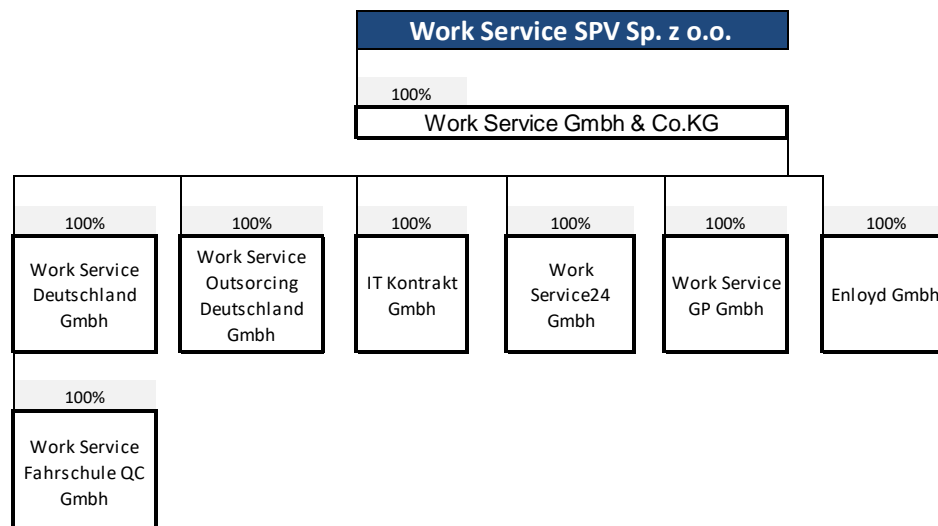 Work Service SPV Sp. z o.o.
100%
Work Service Gmbh & Co.KG
100%
100%
100%
100%
100%
100%
Work Service
Deutschland
Gmbh
Work Service
Outsorcing
Deutschland
Gmbh
IT Kontrakt
Gmbh
Work
Service24
Gmbh
Work Service
GP Gmbh
Enloyd Gmbh
100%
Work Service
Fahrschule QC
Gmbh